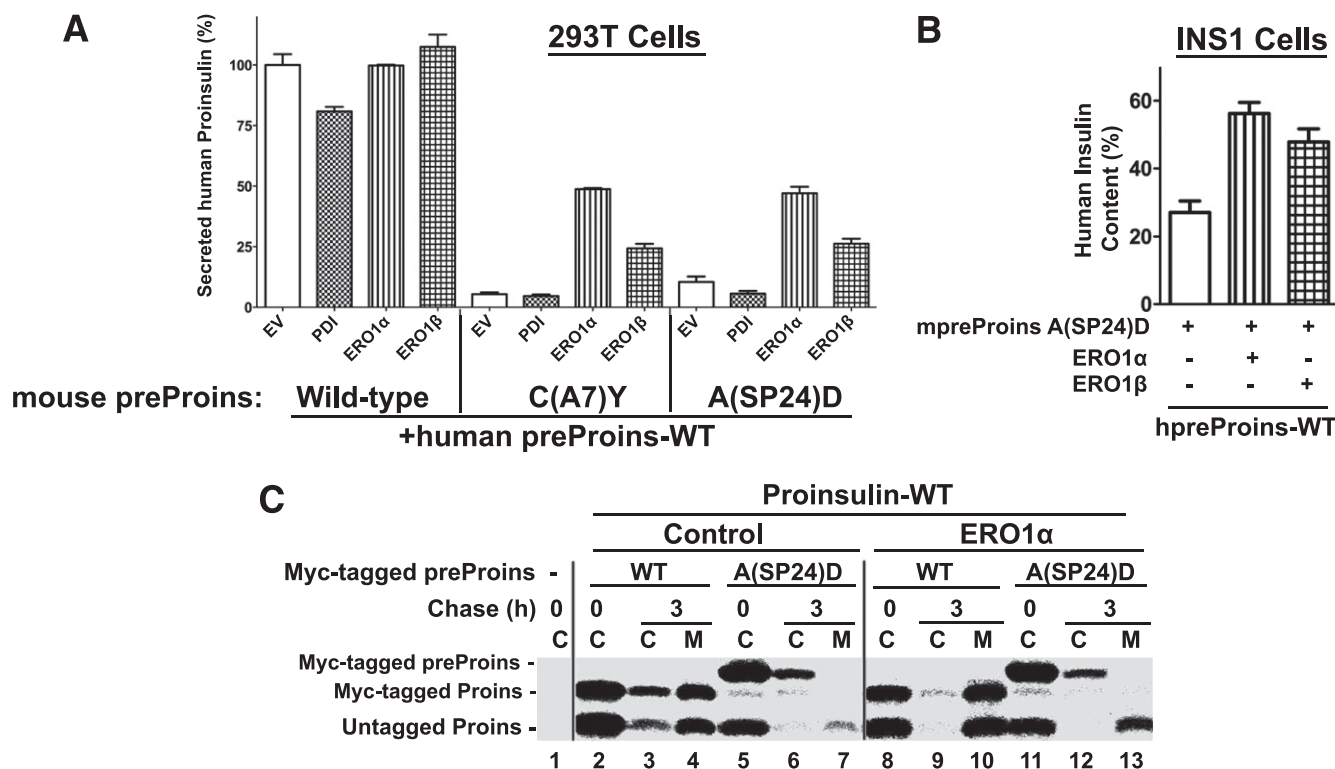 A
293T Cells
Secreted human Proinsulin (%)
100
75
50
25
0
EV PDI ERO1α ERO1β EV PDI ERO1α ERO1β EV PDI ERO1α ERO1β
mouse preProins: Wild-type C(A7)Y A(SP24)D
+human preProins-WT
B
INS1 Cells
Human Insulin
Content (%)
60
40
20
0
mpreProins A(SP24)D + + +
ERO1α - + -
ERO1β - - +
hpreProins-WT
C
Proinsulin-WT
Control ERO1α
Myc-tagged preProins - WT A(SP24)D WT A(SP24)D
Chase (h) 0 0 3 0 3 0 3 0 3
C C C M C C M C C M C C M
Myc-tagged preProins -
Myc-tagged Proins -
Untagged Proins -
1 2 3 4 5 6 7 8 9 10 11 12 13